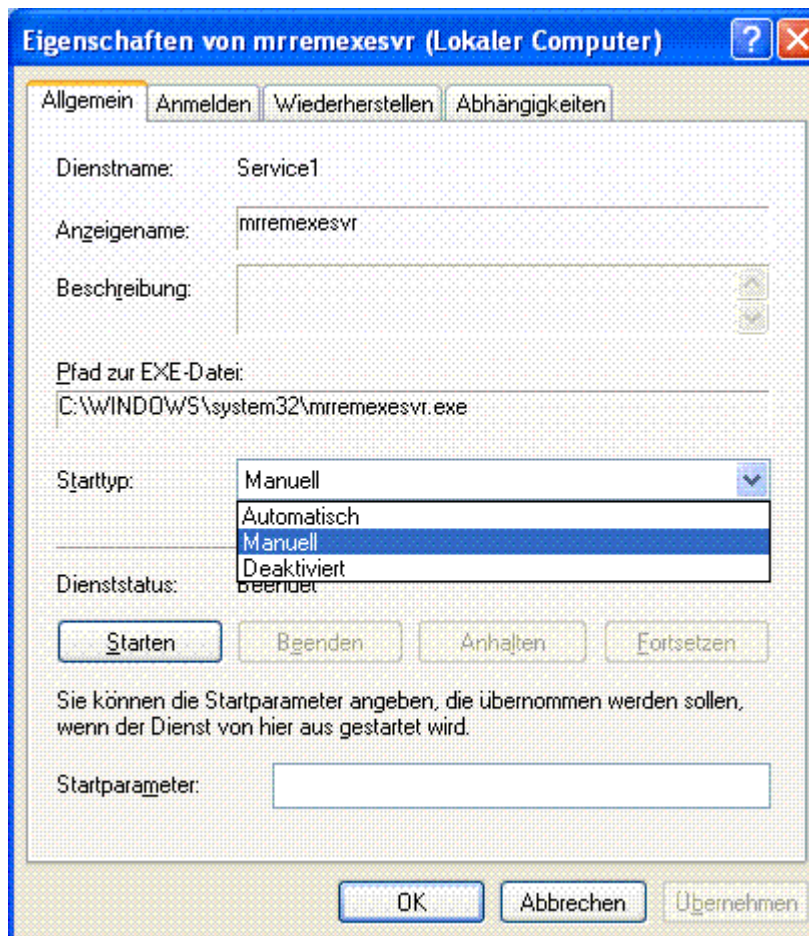 Eigenschaften von mrremexesvr (Lokaler Computer)
Allgemein Anmelden Wiederherstellen Abhängigkeiten
Dienstname: Service1
Anzeigename: mrremexesvr
Beschreibung:
Pfad zur EXE-Datei:
C:\WINDOWS\system32\mrremexesvr.exe
Starttyp: Manuell
Automatisch
Manuell
Deaktiviert
Dienststatus: Beendet
Starten Beenden Anhalten Fortsetzen
Sie können die Startparameter angeben, die übernommen werden sollen,
wenn der Dienst von hier aus gestartet wird.
Startparameter:
OK Abbrechen Übernehmen